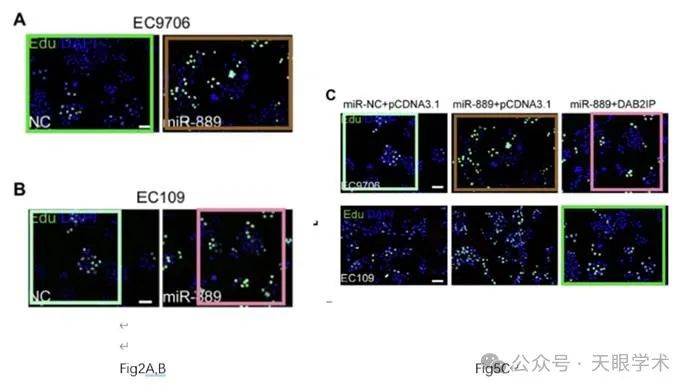 A
EC9706
Edu DAPI
NC
miR-889
B
EC109
Edu DAPI
NC
miR-889
Fig2A,B
C
miR-NC+pCDNA3.1 miR-889+pCDNA3.1 miR-889+DAB2IP
Edu DAPI
EC9706
Edu DAPI
EC109
Fig5C
公众号 · 天眼学术